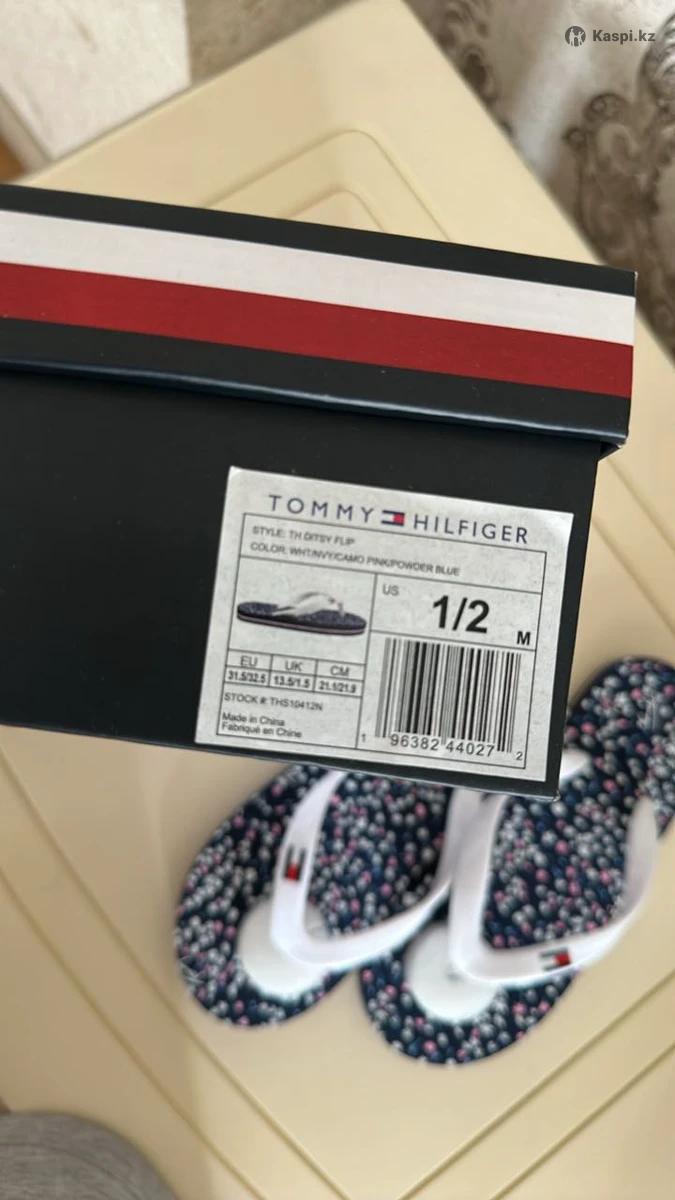 Kaspi.kz
TOMMY HILFIGER
STYLE: TH DITSY FLIP
COLOR: WHT/NVY/CAMO PINK/POWDER BLUE
US
1/2 M
EU UK CM
31.5/32.5 13.5/1.5 21.1/21.9
STOCK #: THS10412N
Made in China
Fabriqué en Chine
1 96382 44027 2